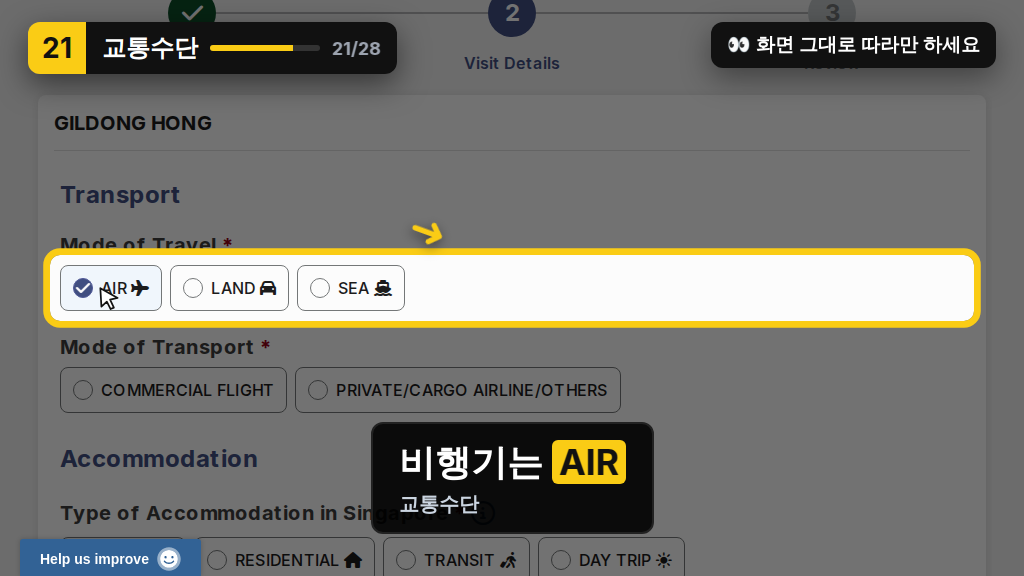 2
3
21 교통수단 21/28
👀 화면 그대로 따라만 하세요
Visit Details
GILDONG HONG
Transport
Mode of Travel *
AIR
LAND
SEA
Mode of Transport *
COMMERCIAL FLIGHT
PRIVATE/CARGO AIRLINE/OTHERS
비행기는 AIR
교통수단
Accommodation
Type of Accommodation in
RESIDENTIAL
TRANSIT
DAY TRIP
Help us improve